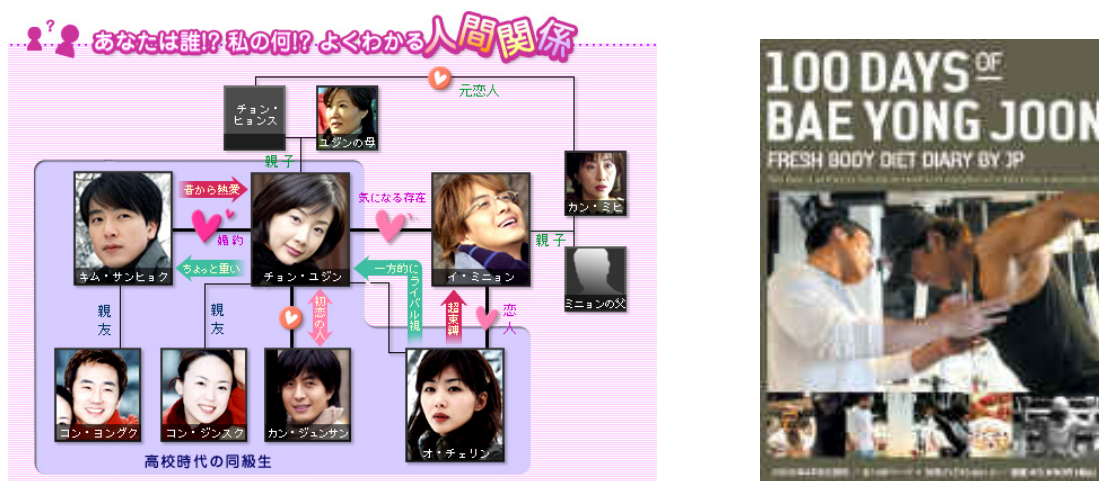 ?
あなたは誰!? 私の何!? よくわかる人間関係
元恋人
チョン・
ヒョンス
ユジンの母
親子
昔から熱愛
気になる存在
カン・ミヒ
婚約
親子
ちょっと重い
一方的にライバル視
キム・サンヒョク
チョン・ユジン
イ・ミニョン
ミニョンの父
親友
親友
初恋の人
超束縛
恋人
コン・ヨングク
コン・ジンスク
カン・ジュンサン
オ・チェリン
高校時代の同級生
100 DAYS OF
BAE YONG JOON
FRESH BODY DIET DIARY BY JP